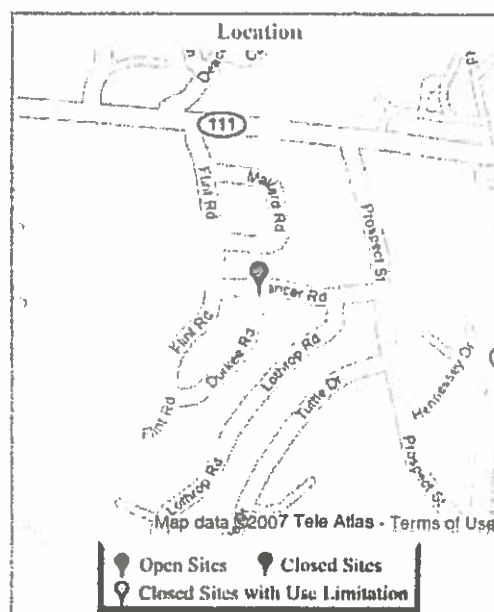 Location
111
Flint Rd
Mallard Rd
Prospect St
ancer Rd
Flint Rd
Durkee Rd
Lothrop Rd
Tuttle Dr
Hennessey Dr
Flint Rd
Lothrop Rd
Prospect St
Map data ©2007 Tele Atlas - Terms of Use
Open Sites
Closed Sites
Closed Sites with Use Limitation